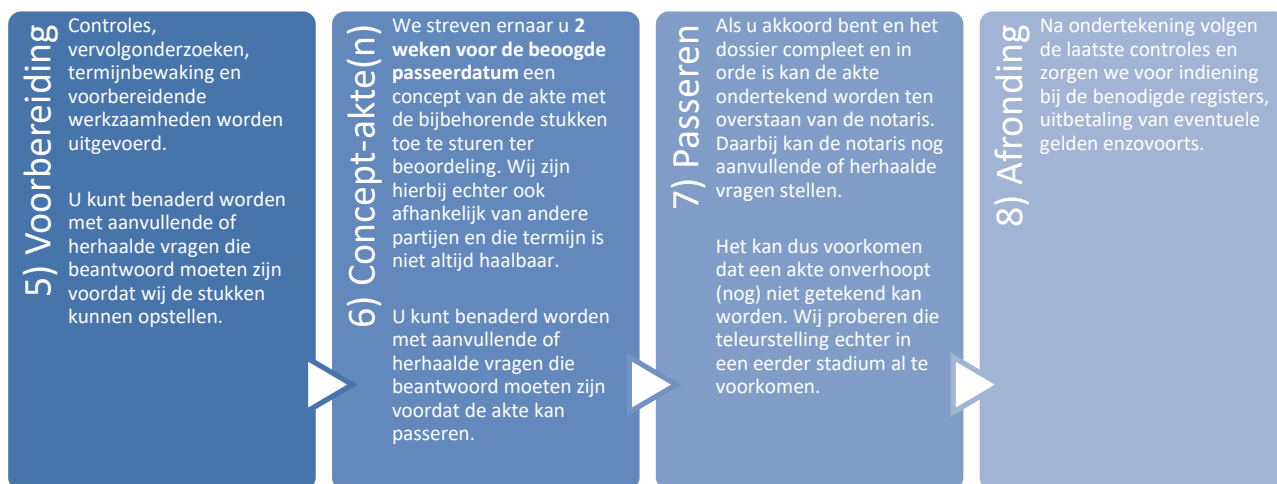 5) Voorbereiding
Controles,
vervolgonderzoeken,
termijnbewaking en
voorbereidende
werkzaamheden worden
uitgevoerd.
U kunt benaderd worden
met aanvullende of
herhaalde vragen die
beantwoord moeten zijn
voordat wij de stukken
kunnen opstellen.
6) Concept-akte(n)
We streven ernaar u 2
weken voor de beoogde
passeerdatum een
concept van de akte met
de bijbehorende stukken
toe te sturen ter
beoordeling. Wij zijn
hierbij echter ook
afhankelijk van andere
partijen en die termijn is
niet altijd haalbaar.
U kunt benaderd worden
met aanvullende of
herhaalde vragen die
beantwoord moeten zijn
voordat de akte kan
passeren.
7) Passeren
Als u akkoord bent en het
dossier compleet en in
orde is kan de akte
ondertekend worden ten
overstaan van de notaris.
Daarbij kan de notaris nog
aanvullende of herhaalde
vragen stellen.
Het kan dus voorkomen
dat een akte onverhoopt
(nog) niet getekend kan
worden. Wij proberen die
teleurstelling echter in
een eerder stadium al te
voorkomen.
8) Afronding
Na ondertekening volgen
de laatste controles en
zorgen we voor indiening
bij de benodigde registers,
uitbetaling van eventuele
gelden enzovoorts.